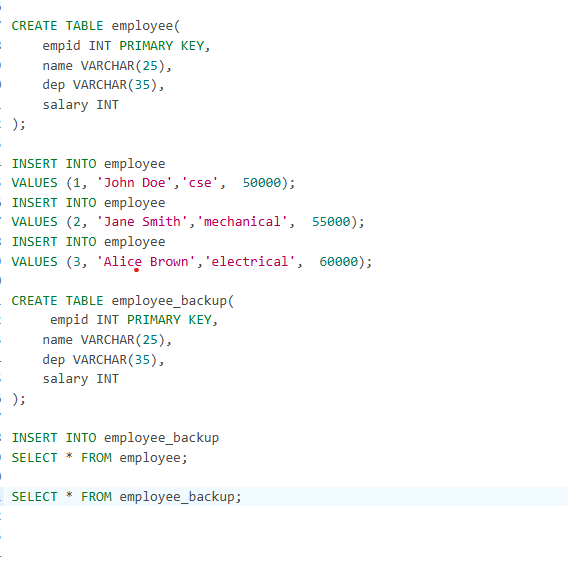 CREATE TABLE employee(
    empid INT PRIMARY KEY,
    name VARCHAR(25),
    dep VARCHAR(35),
    salary INT
);

INSERT INTO employee
VALUES (1, 'John Doe','cse',  50000);
INSERT INTO employee
VALUES (2, 'Jane Smith','mechanical',  55000);
INSERT INTO employee
VALUES (3, 'Alice Brown','electrical',  60000);

CREATE TABLE employee_backup(
     empid INT PRIMARY KEY,
    name VARCHAR(25),
    dep VARCHAR(35),
    salary INT
);

INSERT INTO employee_backup
SELECT * FROM employee;

SELECT * FROM employee_backup;